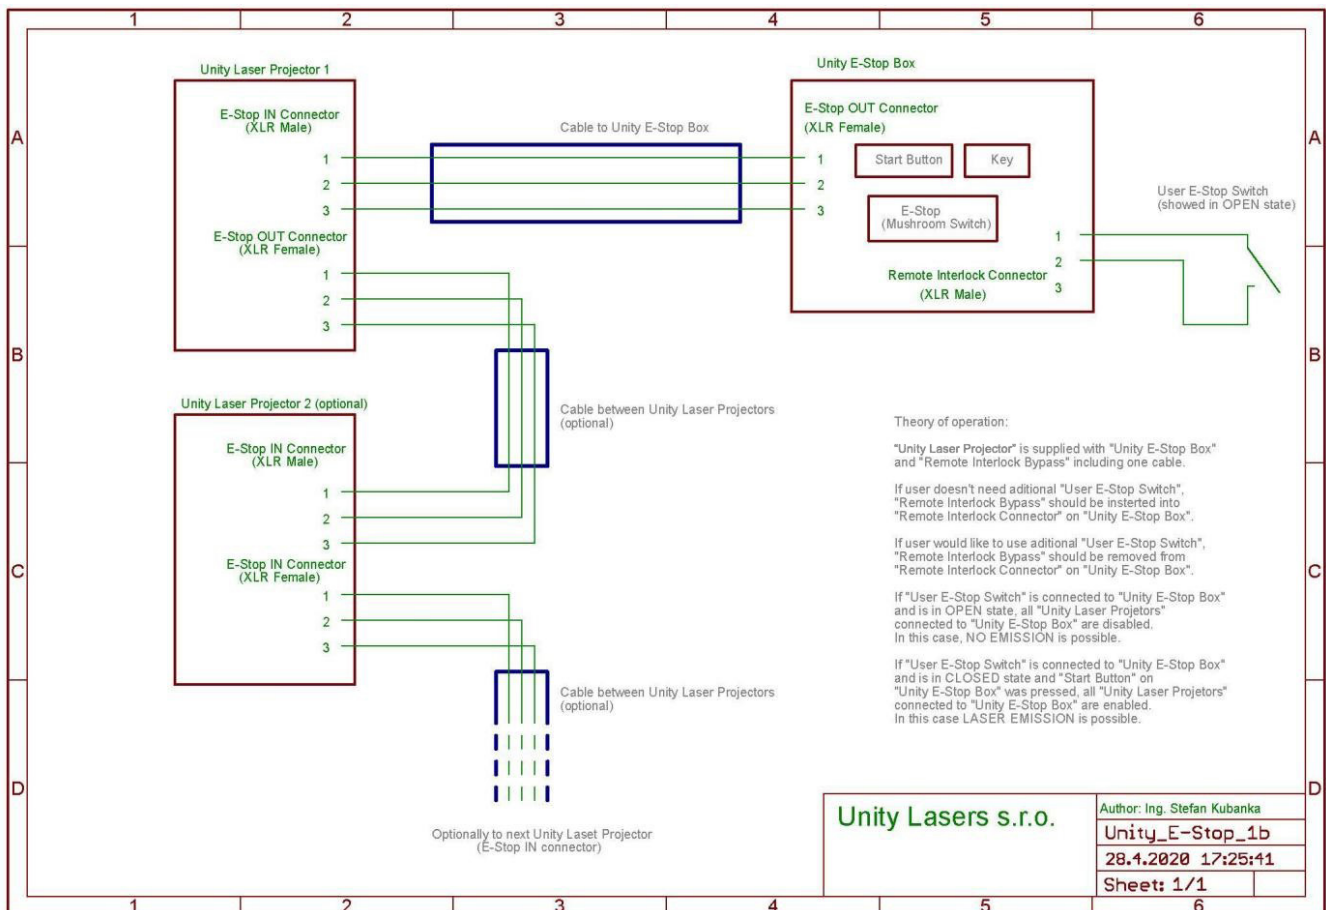 1 2 3 4 5 6
A
B
C
D
A
B
C
D
Unity Laser Projector 1
E-Stop IN Connector
(XLR Male)
1
2
3
E-Stop OUT Connector
(XLR Female)
1
2
3
Cable to Unity E-Stop Box
Unity E-Stop Box
E-Stop OUT Connector
(XLR Female)
1
2
3
Start Button
Key
E-Stop
(Mushroom Switch)
Remote Interlock Connector
(XLR Male)
1
2
3
User E-Stop Switch
(showed in OPEN state)
Cable between Unity Laser Projectors
(optional)
Unity Laser Projector 2 (optional)
E-Stop IN Connector
(XLR Male)
1
2
3
E-Stop IN Connector
(XLR Female)
1
2
3
Cable between Unity Laser Projectors
(optional)
Optionally to next Unity Laset Projector
(E-Stop IN connector)
Theory of operation:
"Unity Laser Projector" is supplied with "Unity E-Stop Box"
and "Remote Interlock Bypass" including one cable.
If user doesn't need aditional "User E-Stop Switch",
"Remote Interlock Bypass" should be insterted into
"Remote Interlock Connector" on "Unity E-Stop Box".
If user would like to use aditional "User E-Stop Switch",
"Remote Interlock Bypass" should be removed from
"Remote Interlock Connector" on "Unity E-Stop Box".
If "User E-Stop Switch" is connected to "Unity E-Stop Box"
and is in OPEN state, all "Unity Laser Projetors"
connected to "Unity E-Stop Box" are disabled.
In this case, NO EMISSION is possible.
If "User E-Stop Switch" is connected to "Unity E-Stop Box"
and is in CLOSED state and "Start Button" on
"Unity E-Stop Box" was pressed, all "Unity Laser Projetors"
connected to "Unity E-Stop Box" are enabled.
In this case LASER EMISSION is possible.
Unity Lasers s.r.o.
Author: Ing. Stefan Kubanka
Unity_E-Stop_1b
28.4.2020 17:25:41
Sheet: 1/1
1 2 3 4 5 6